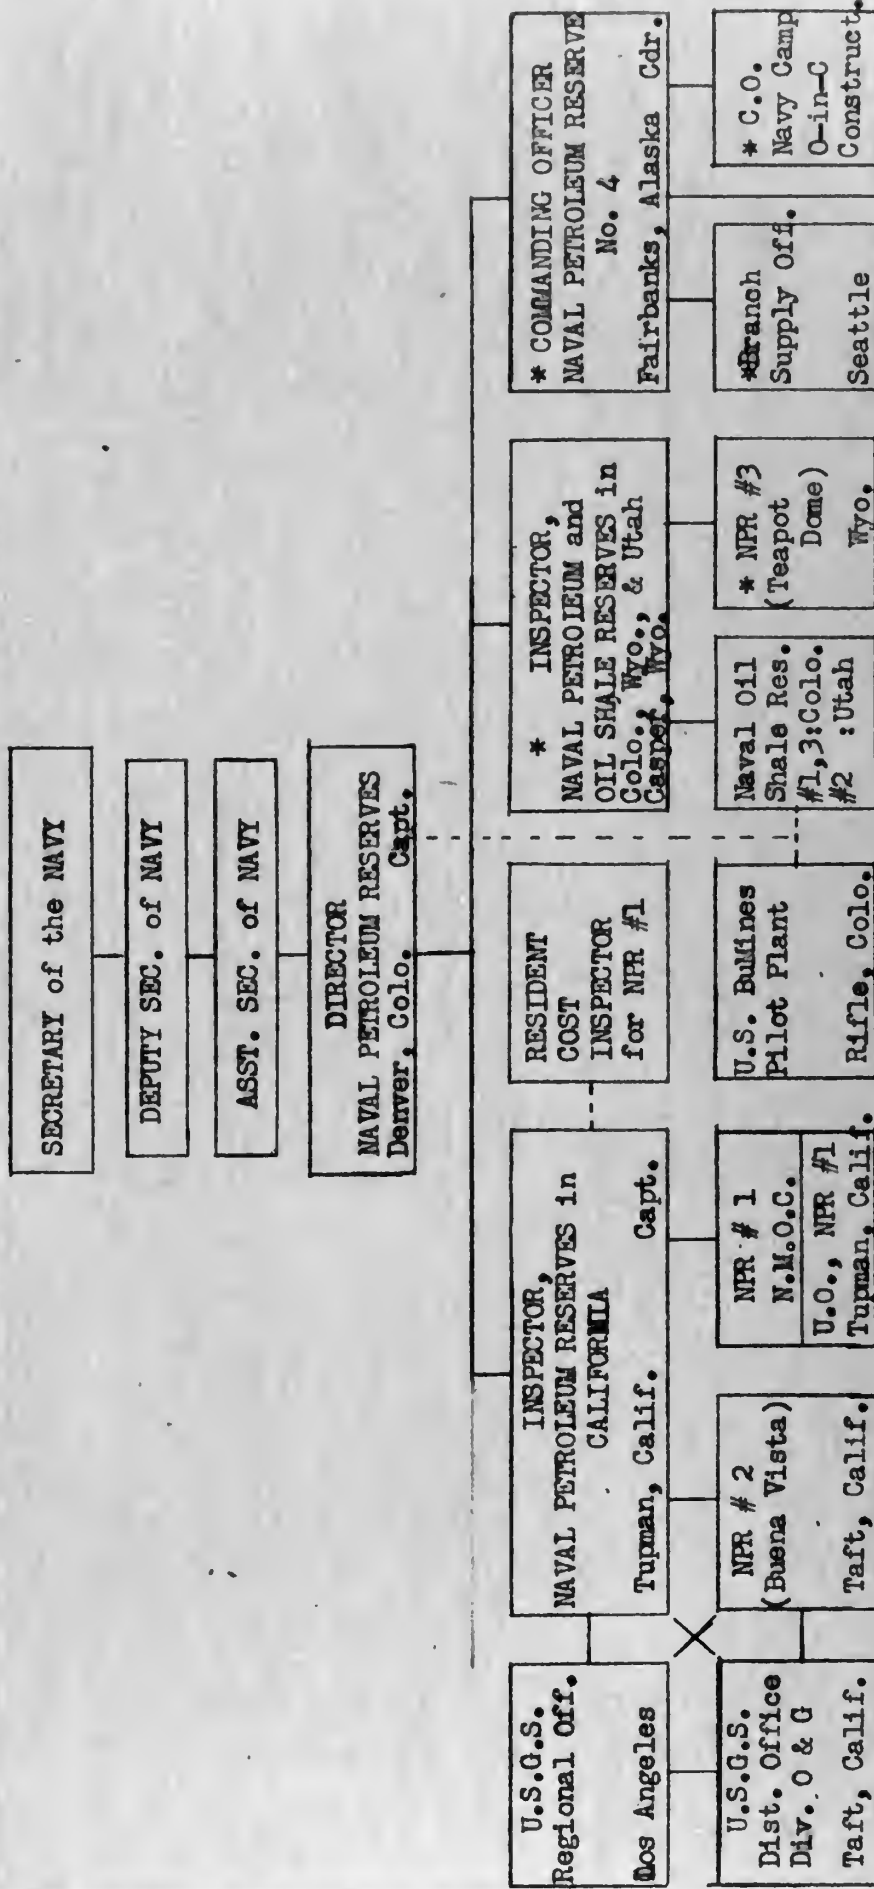 SECRETARY of the NAVY
DEPUTY SEC. of NAVY
ASST. SEC. of NAVY
DIRECTOR
NAVAL PETROLEUM RESERVES
Denver, Colo. Capt.
U.S.G.S.
Regional Off.
Los Angeles
INSPECTOR,
NAVAL PETROLEUM RESERVES in
CALIFORNIA
Tupman, Calif. Capt.
RESIDENT
COST
INSPECTOR
for NPR #1
* INSPECTOR,
NAVAL PETROLEUM and
OIL SHALE RESERVES in
Colo., Wyo., & Utah
Casper, Wyo.
* COMMANDING OFFICER
NAVAL PETROLEUM RESERVE
No. 4
Fairbanks, Alaska Cdr.
U.S.G.S.
Dist. Office
Div. O & G
Taft, Calif.
NPR # 2
(Buena Vista)
Taft, Calif.
NPR # 1
N.M.O.C.
U.O., NPR #1
Tupman, Calif.
U.S. BuMines
Pilot Plant
Rifle, Colo.
Naval Oil
Shale Res.
#1,3:Colo.
#2 :Utah
* NPR #3
(Teapot
Dome)
Wyo.
*Branch
Supply Off.
Seattle
* C.O.
Navy Camp
O-in-C
Construct.